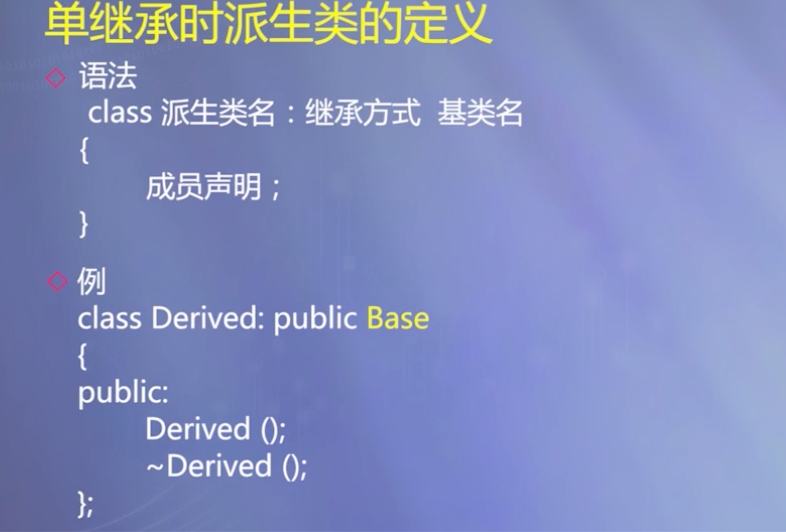 单继承时派生类的定义
语法
class 派生类名：继承方式 基类名
{
成员声明；
}
例
class Derived: public Base
{
public:
Derived ();
~Derived ();
};